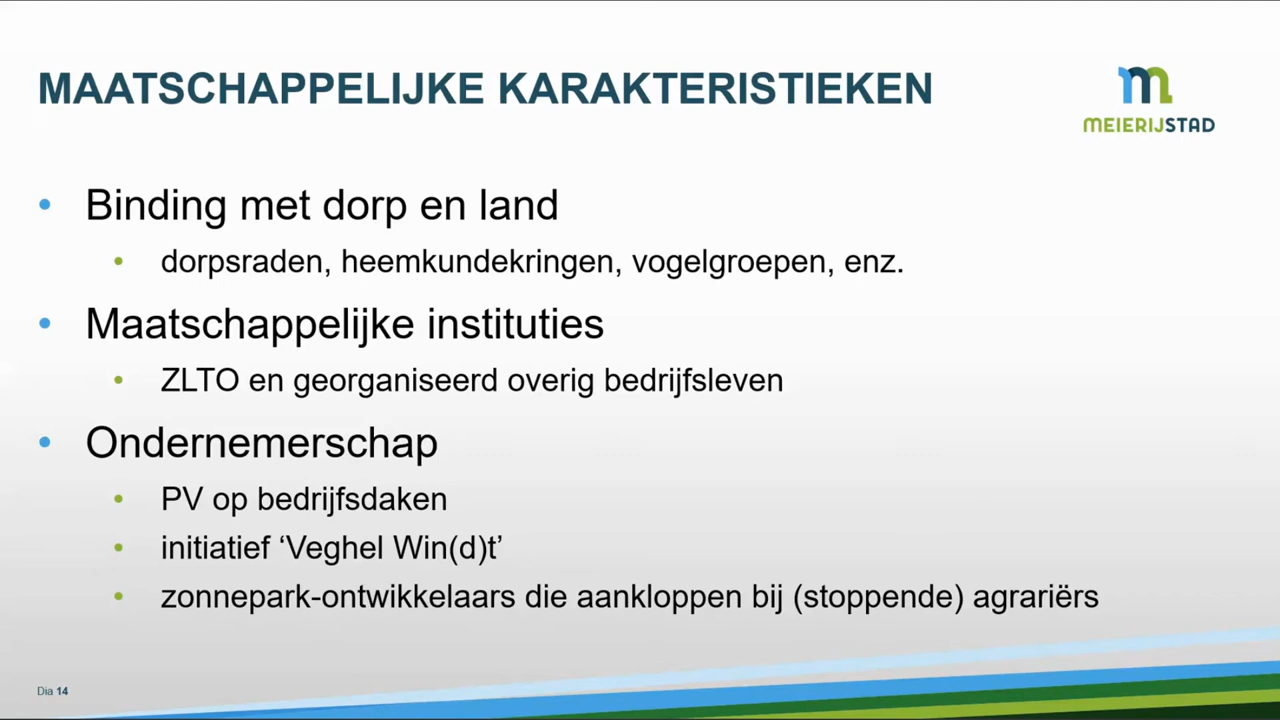 MAATSCHAPPELIJKE KARAKTERISTIEKEN
MEIERIJSTAD
• Binding met dorp en land
• dorpsraden, heemkundekringen, vogelgroepen, enz.
• Maatschappelijke instituties
• ZLTO en georganiseerd overig bedrijfsleven
• Ondernemerschap
• PV op bedrijfsdaken
• initiatief ‘Veghel Win(d)t’
• zonnepark-ontwikkelaars die aankloppen bij (stoppende) agrariërs
Dia 14